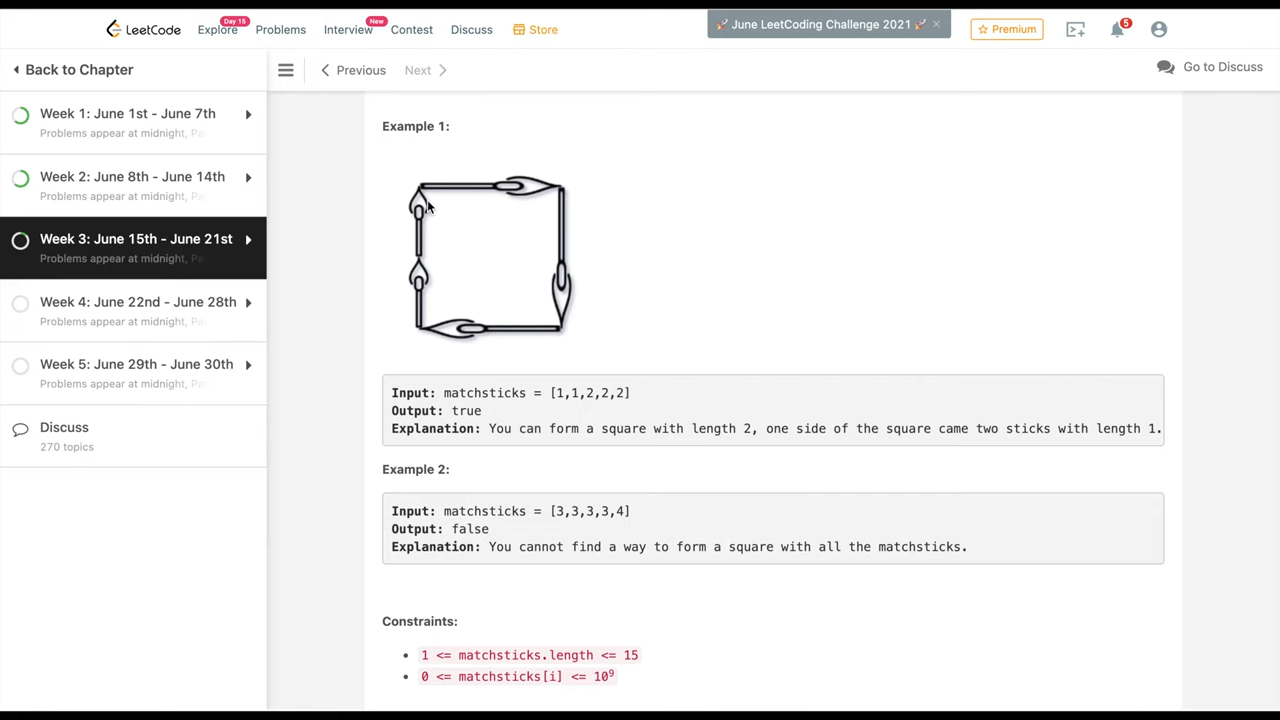 LeetCode
Explore
Day 15
Problems
Interview
New
Contest
Discuss
Store
🚀 June LeetCoding Challenge 2021 🚀 ×
Premium
5
Back to Chapter
Previous
Next
Go to Discuss
Week 1: June 1st - June 7th
Problems appear at midnight, Pa
Week 2: June 8th - June 14th
Problems appear at midnight, Pa
Week 3: June 15th - June 21st
Problems appear at midnight, Pa
Week 4: June 22nd - June 28th
Problems appear at midnight, Pa
Week 5: June 29th - June 30th
Problems appear at midnight, Pa
Discuss
270 topics
Example 1:
Input: matchsticks = [1,1,2,2,2]
Output: true
Explanation: You can form a square with length 2, one side of the square came two sticks with length 1.
Example 2:
Input: matchsticks = [3,3,3,3,4]
Output: false
Explanation: You cannot find a way to form a square with all the matchsticks.
Constraints:
• 1 <= matchsticks.length <= 15
• 0 <= matchsticks[i] <= 10⁹